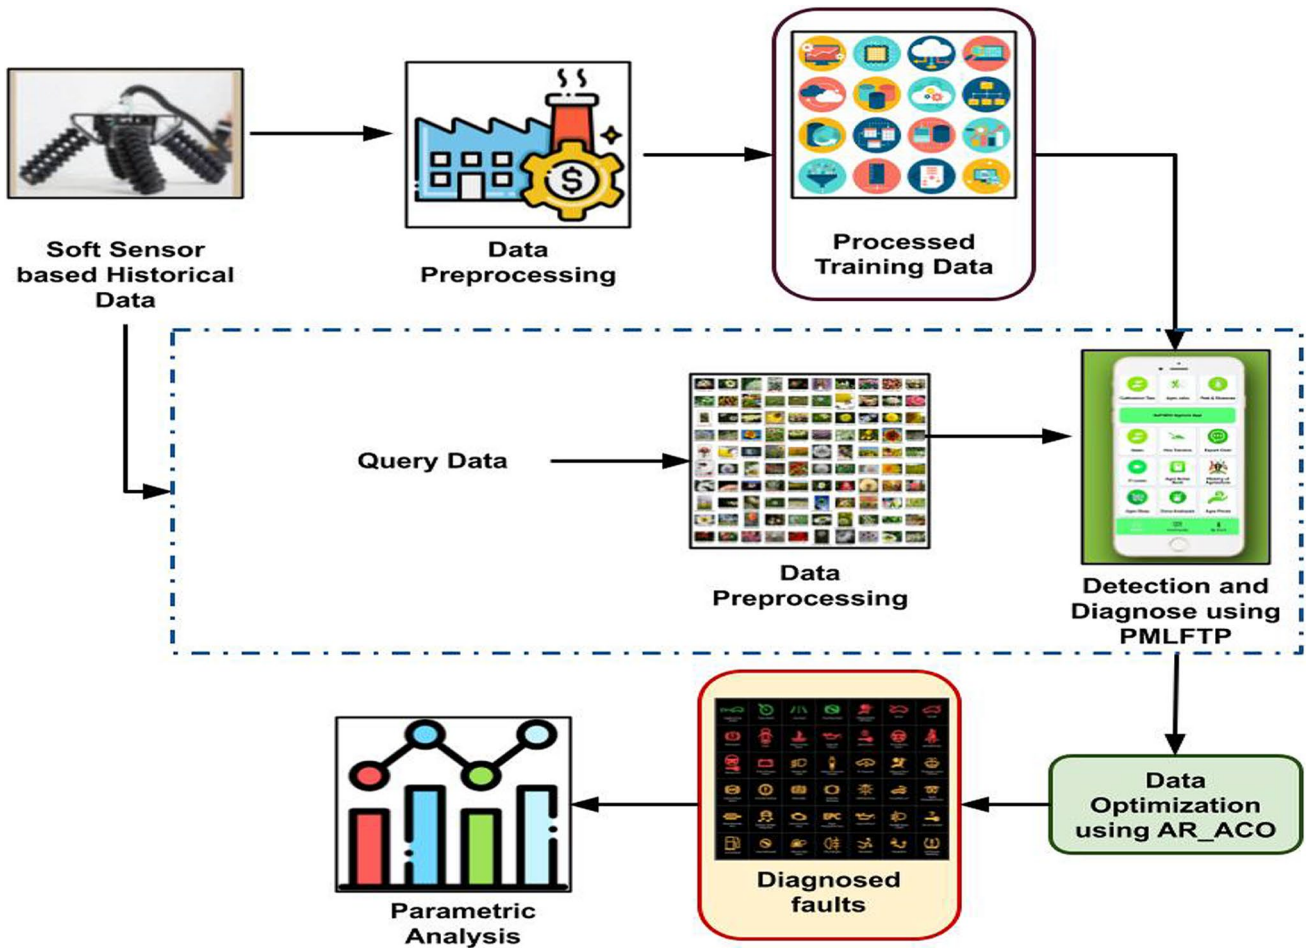 Soft Sensor
based Historical
Data
Data
Preprocessing
Processed
Training Data
Query Data
Data
Preprocessing
Detection and
Diagnose using
PMLFTP
Data
Optimization
using AR_ACO
EPC
Diagnosed
faults
Parametric
Analysis